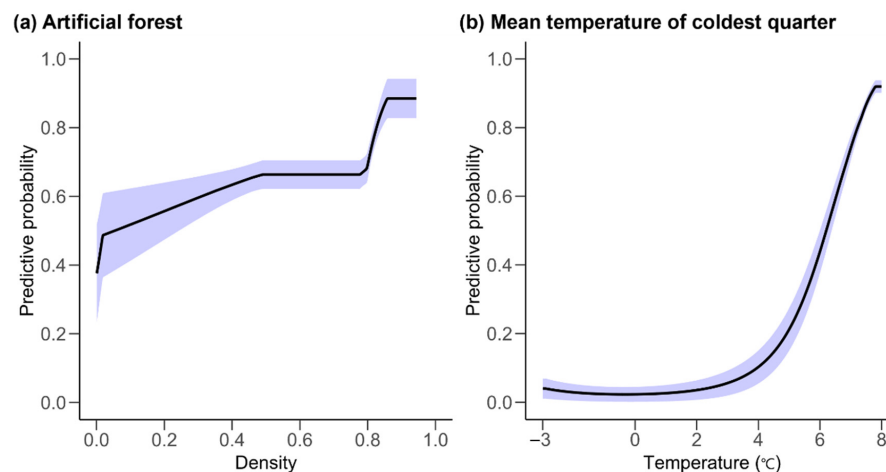 (a) Artificial forest
1.0
0.8
0.6
0.4
0.2
0.0
Predictive probability
0.0 0.2 0.4 0.6 0.8 1.0
Density
(b) Mean temperature of coldest quarter
1.0
0.8
0.6
0.4
0.2
0.0
Predictive probability
−3 0 2 4 6 8
Temperature (℃)